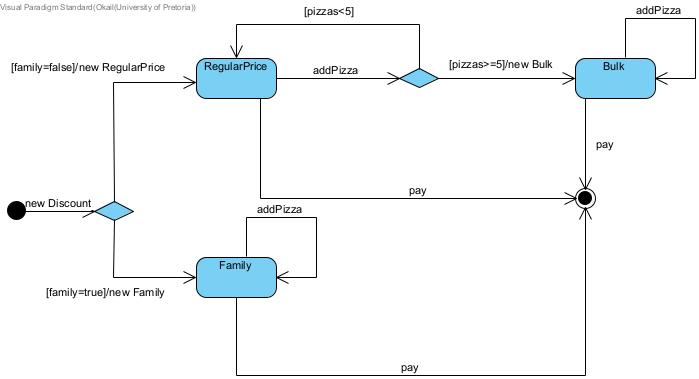 Visual Paradigm Standard(Okail(University of Pretoria))
[pizzas<5]
addPizza
[family=false]/new RegularPrice
RegularPrice
addPizza
[pizzas>=5]/new Bulk
Bulk
pay
pay
new Discount
addPizza
Family
[family=true]/new Family
pay